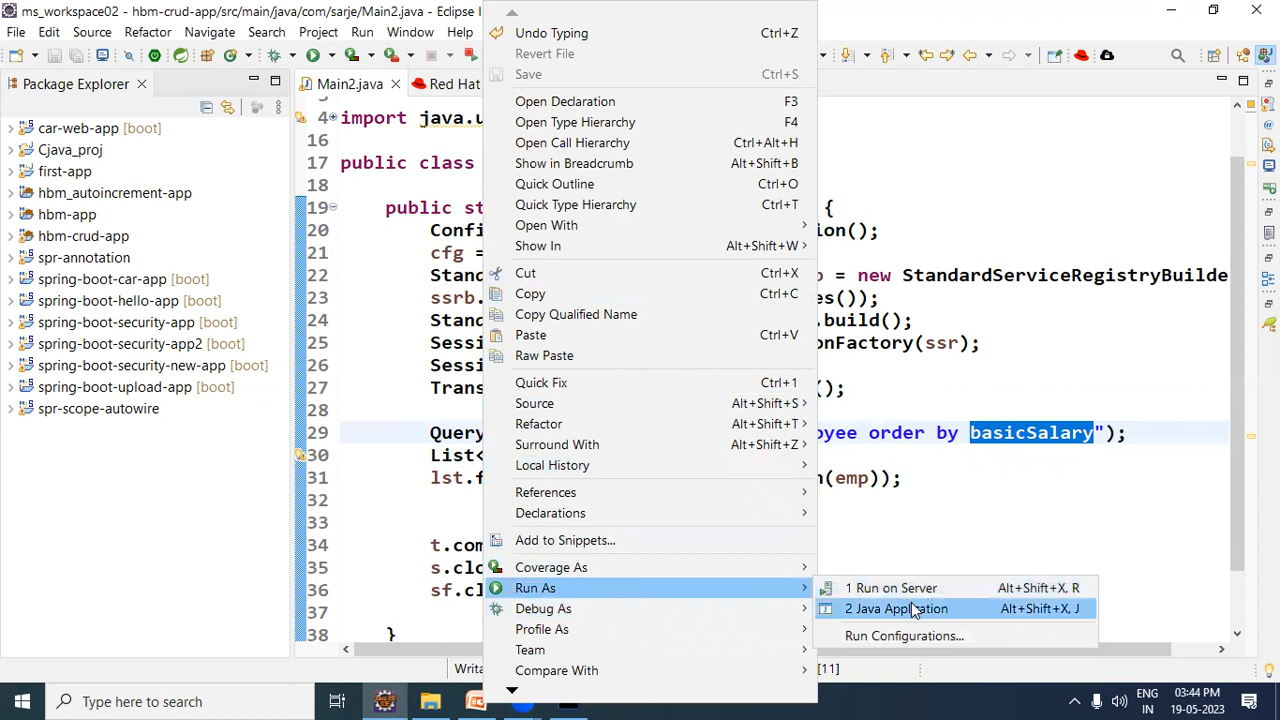 ms_workspace02 - hbm-crud-app/src/main/java/com/sarje/Main2.java - Eclipse I
File Edit Source Refactor Navigate Search Project Run Window
Package Explorer
Main2.java
Red Hat
car-web-app [boot]
Cjava_proj
first-app
hbn_autoincrement-app
hbm-app
hbm-crud-app
spr-annotation
spring-boot-car-app [boot]
spring-boot-hello-app [boot]
spring-boot-security-app [boot]
spring-boot-security-app2 [boot]
spring-boot-security-new-app [boot]
spring-boot-upload-app [boot]
spr-scope-autowire
4 import java.u
16
17 public class
18
19 public st {
20 Confi ion();
21 cfg =
22 Stand b = new StandardServiceRegistryBuilde
23 ssrb. es());
24 Stand .build();
25 Sessi onFactory(ssr);
26 Sessi
27 Trans ();
28
29 Query yee order by basicSalary");
30 List<
31 lst.f n(emp));
32
33
34 t.com
35 s.clo
36 sf.cl
37
38 }
Undo Typing Ctrl+Z
Revert File
Save Ctrl+S
Open Declaration F3
Open Type Hierarchy F4
Open Call Hierarchy Ctrl+Alt+H
Show in Breadcrumb Alt+Shift+B
Quick Outline Ctrl+O
Quick Type Hierarchy Ctrl+T
Open With
Show In Alt+Shift+W
Cut Ctrl+X
Copy Ctrl+C
Copy Qualified Name
Paste Ctrl+V
Raw Paste
Quick Fix Ctrl+1
Source Alt+Shift+S
Refactor Alt+Shift+T
Surround With Alt+Shift+Z
Local History
References
Declarations
Add to Snippets...
Coverage As
Run As
Debug As
Profile As
Team
Compare With
1 Run on Server Alt+Shift+X, R
2 Java Application Alt+Shift+X, J
Run Configurations...
Writa
[11]
Type here to search
ENG
IN
03:44 PM
19-05-2023